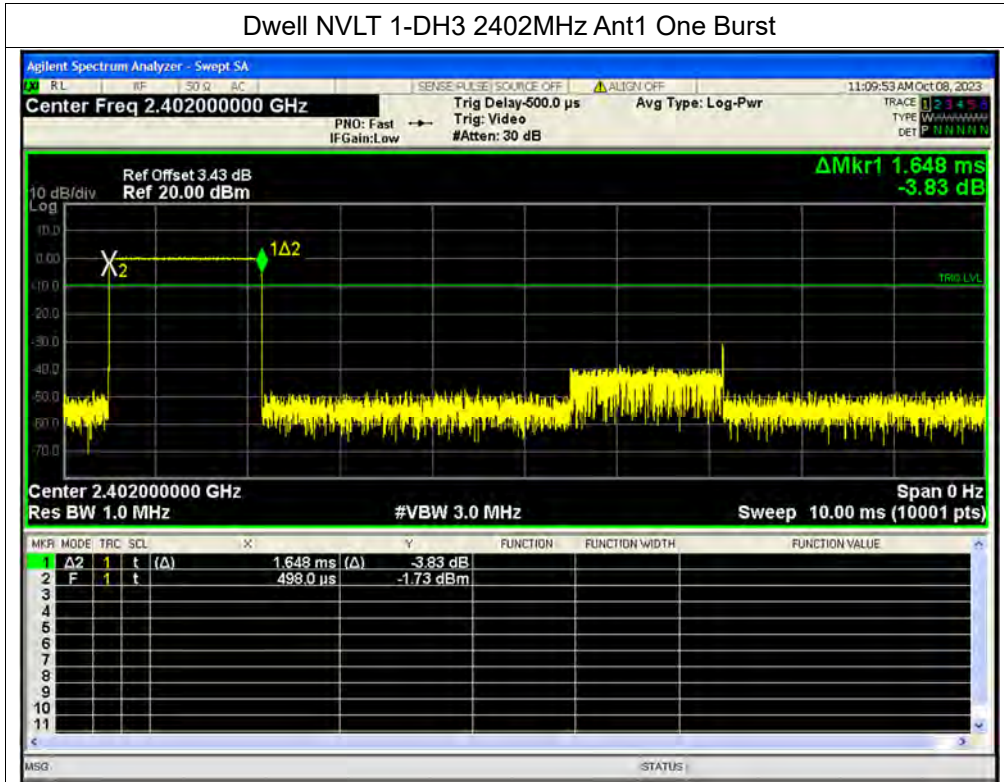 Dwell NVLT 1-DH3 2402MHz Ant1 One Burst
Agilent Spectrum Analyzer - Swept SA
RL RF 50 Ω AC SENSE:PULSE SOURCE OFF ALIGN OFF 11:09:53 AM Oct 08, 2023
Center Freq 2.402000000 GHz
Trig Delay-500.0 µs Avg Type: Log-Pwr
TRACE 1 2 3 4 5 6
PNO: Fast Trig: Video
TYPE W
IFGain:Low #Atten: 30 dB
DET P N N N N N
ΔMkr1 1.648 ms
-3.83 dB
Ref Offset 3.43 dB
10 dB/div Ref 20.00 dBm
Log
10.0
0.00
-10.0
-20.0
-30.0
-40.0
-50.0
-60.0
-70.0
2
1Δ2
TRIG LVL
Center 2.402000000 GHz Span 0 Hz
Res BW 1.0 MHz #VBW 3.0 MHz Sweep 10.00 ms (10001 pts)
MKR MODE TRC SCL X Y FUNCTION FUNCTION WIDTH FUNCTION VALUE
1 Δ2 1 t (Δ) 1.648 ms (Δ) -3.83 dB
2 F 1 t 498.0 µs -1.73 dBm
3
4
5
6
7
8
9
10
11
MSG STATUS